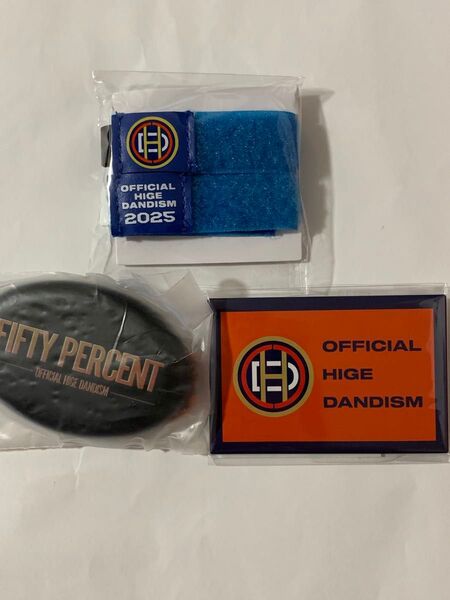 OFFICIAL
HIGE
DANDISM
2025
FIFTY PERCENT
OFFICIAL HIGE DANDISM
OFFICIAL
HIGE
DANDISM